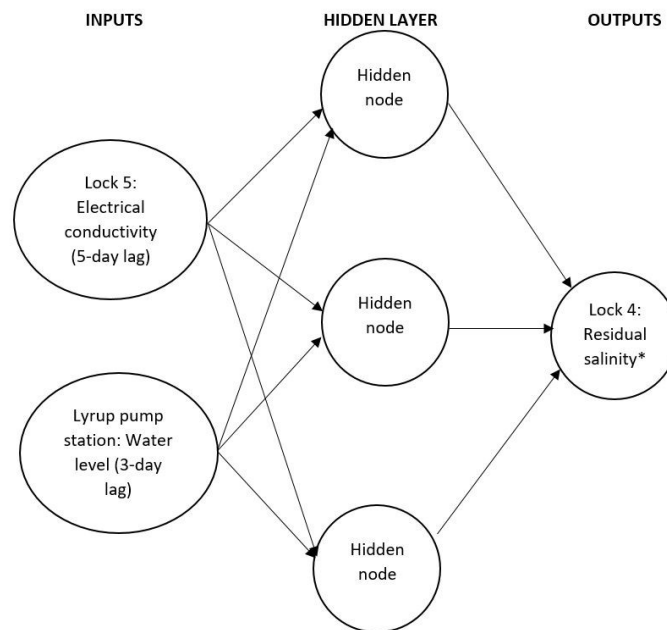 INPUTS
HIDDEN LAYER
OUTPUTS
Hidden
node
Lock 5:
Electrical
conductivity
(5-day lag)
Hidden
node
Lock 4:
Residual
salinity*
Lyrup pump
station: Water
level (3-day
lag)
Hidden
node